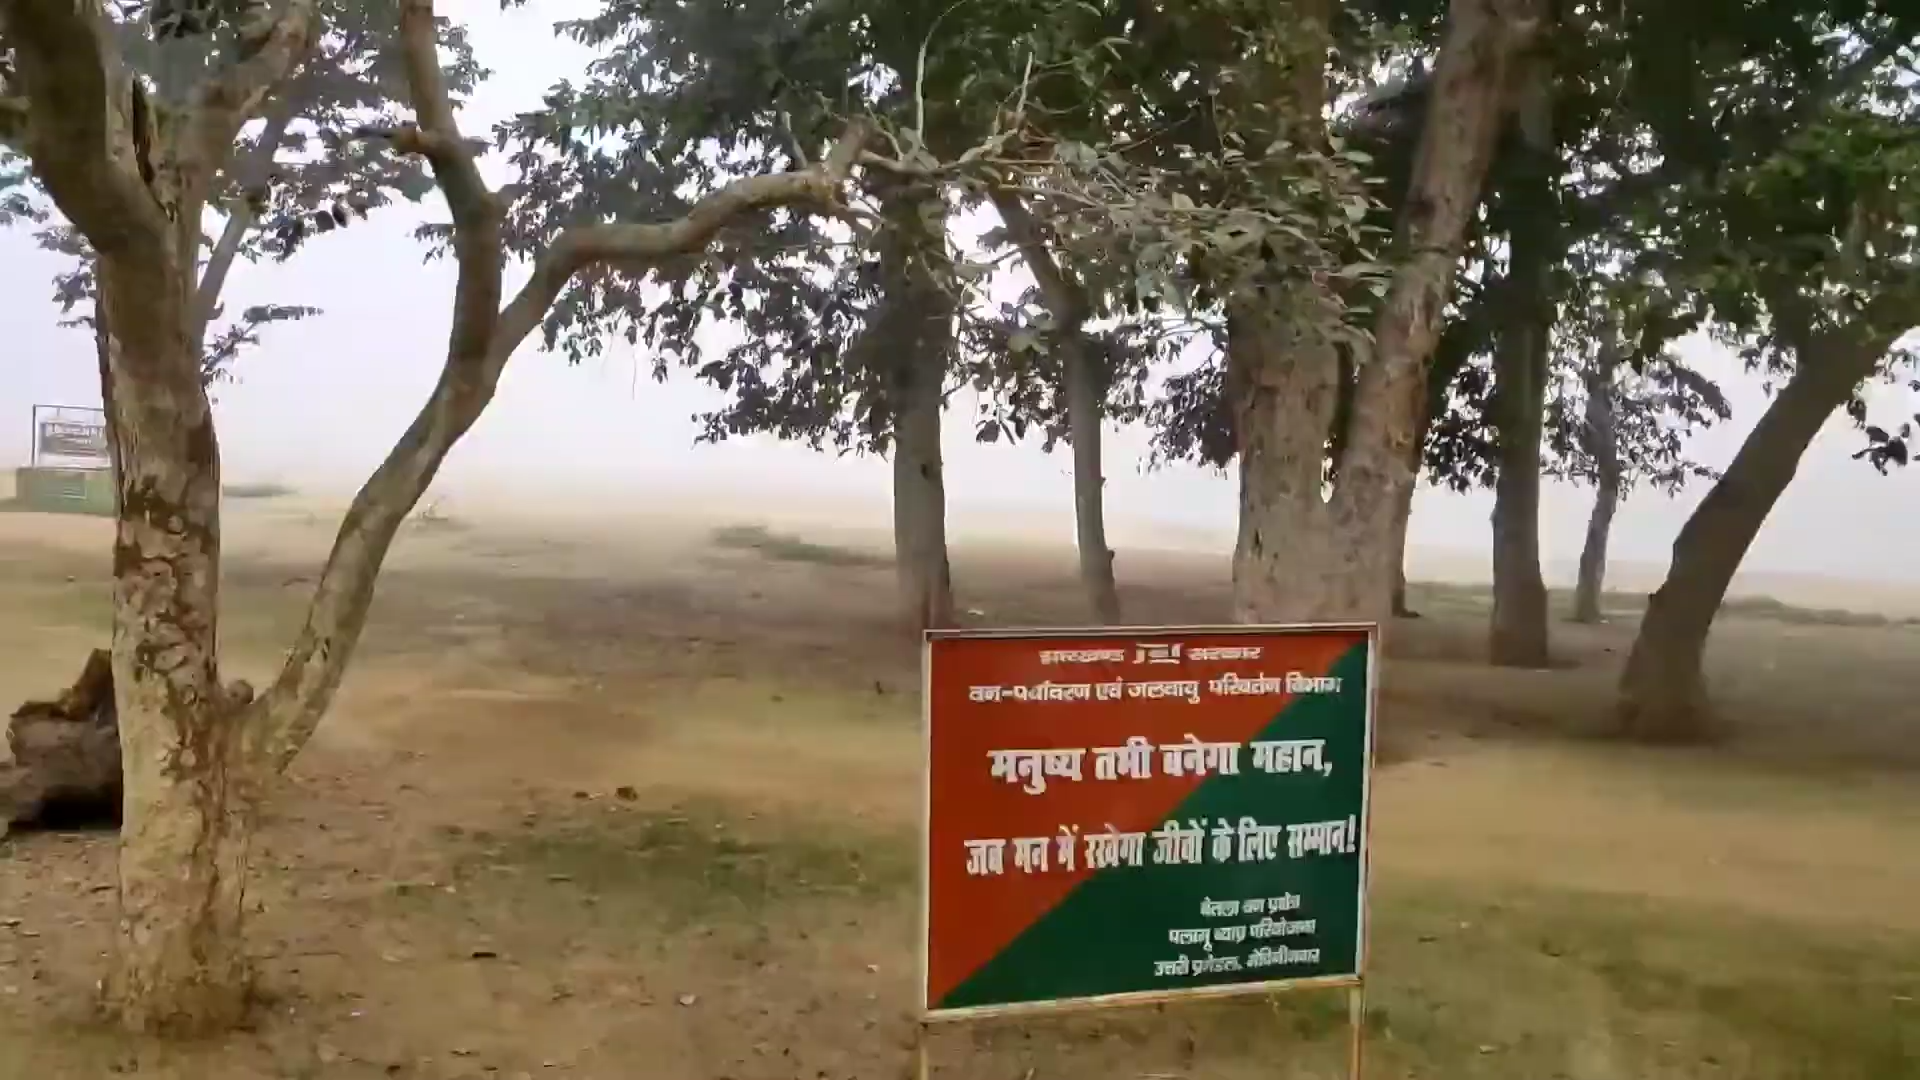 झारखण्ड सरकार
वन-पर्यावरण एवं जलवायु परिवर्तन विभाग
मनुष्य तभी बनेगा महान,
जब मन में रखेगा जीवों के लिए सम्मान!
बेतला वन प्रक्षेत्र
पलामू व्याघ्र परियोजना
उत्तरी प्रमंडल, मेदिनीनगर